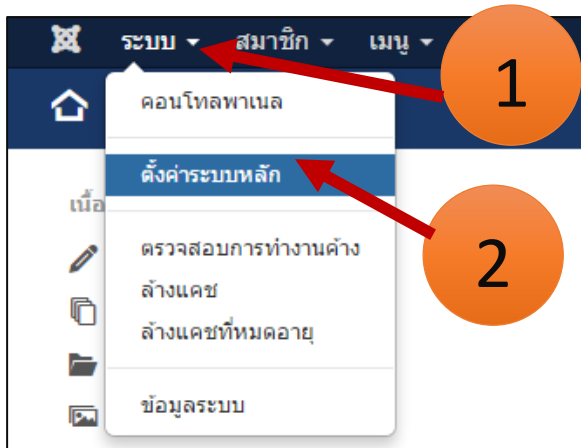 ระบบ สมาชิก เมนู
1
คอนโทลพาเนล
ตั้งค่าระบบหลัก
เนื้อ
2
ตรวจสอบการทำงานค้าง
ล้างแคช
ล้างแคชที่หมดอายุ
ข้อมูลระบบ